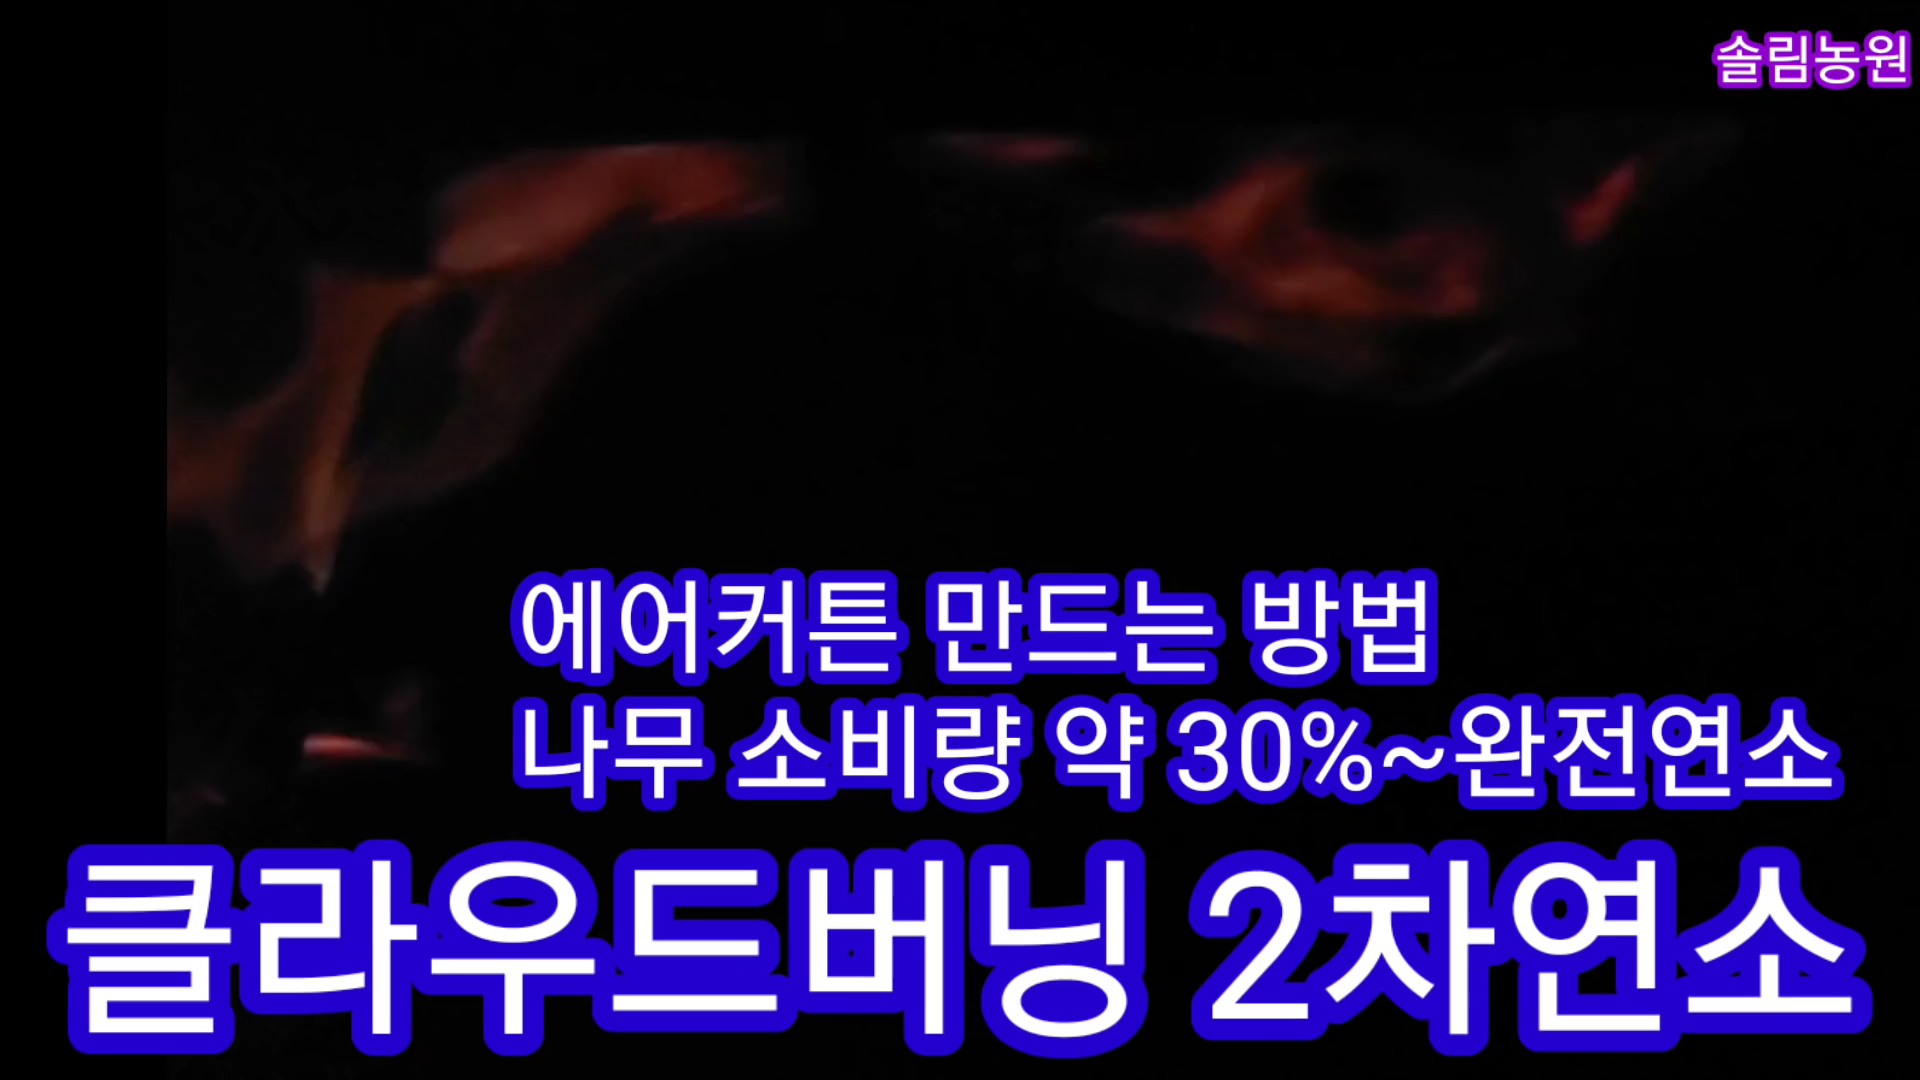 솔림농원
에어커튼 만드는 방법
나무 소비량 약 30%~완전연소
클라우드버닝 2차연소